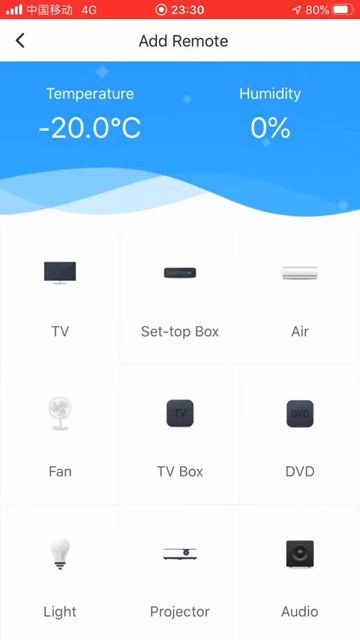 中国移动 4G 23:30 80%
Add Remote
Temperature Humidity
-20.0°C 0%
TV Set-top Box Air
TV DVD
Fan TV Box DVD
Light Projector Audio